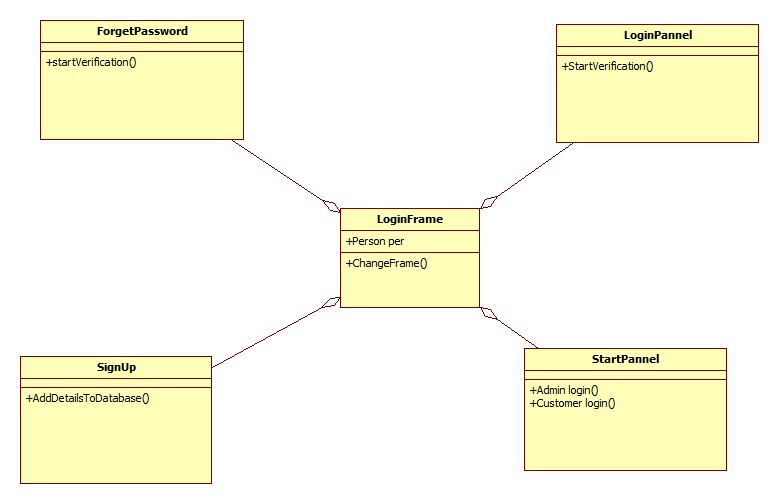 ForgetPassword
+startVerification()
LoginPannel
+StartVerification()
LoginFrame
+Person per
+ChangeFrame()
SignUp
+AddDetailsToDatabase()
StartPannel
+Admin login()
+Customer login()